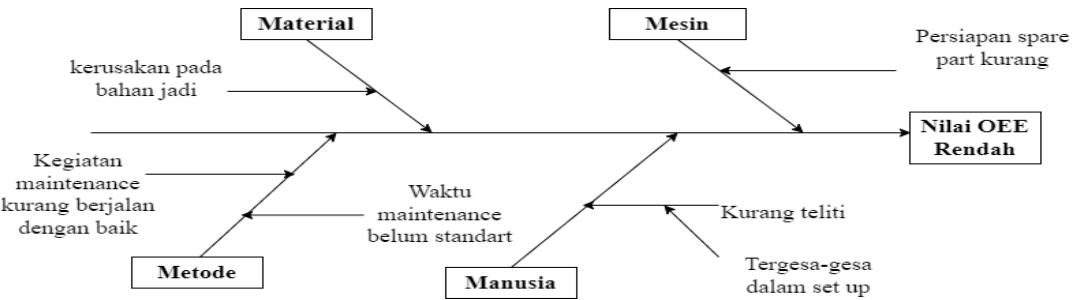 Material
Mesin
Persiapan spare
part kurang
kerusakan pada
bahan jadi
Nilai OEE
Rendah
Kegiatan
maintenance
kurang berjalan
dengan baik
Waktu
maintenance
belum standart
Kurang teliti
Tergesa-gesa
dalam set up
Metode
Manusia